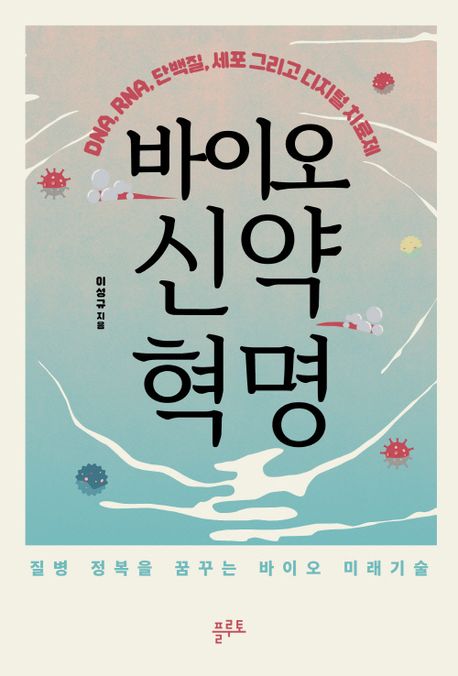 DNA, RNA, 단백질, 세포 그리고 디지털 치료제
바이오
신약
혁명
이성규 지음
질병 정복을 꿈꾸는 바이오 미래기술
플루토